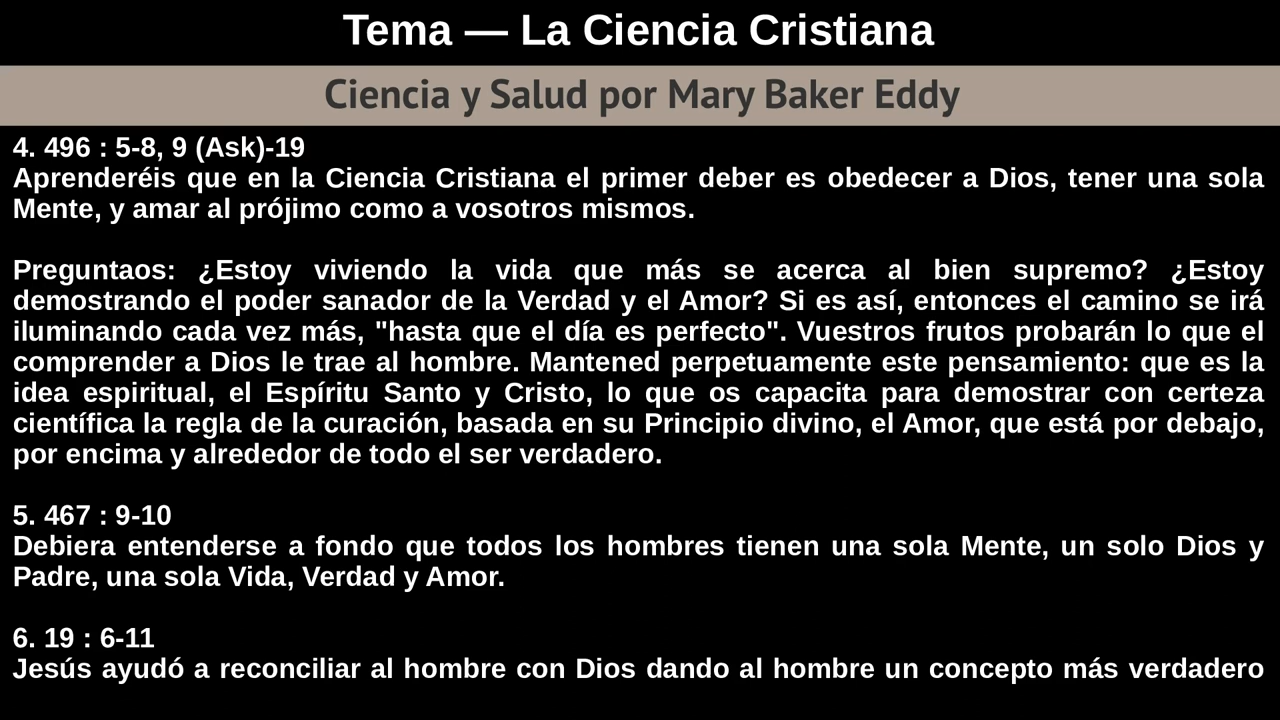 Tema — La Ciencia Cristiana
Ciencia y Salud por Mary Baker Eddy
4. 496 : 5-8, 9 (Ask)-19
Aprenderéis que en la Ciencia Cristiana el primer deber es obedecer a Dios, tener una sola
Mente, y amar al prójimo como a vosotros mismos.
Preguntaos: ¿Estoy viviendo la vida que más se acerca al bien supremo? ¿Estoy
demostrando el poder sanador de la Verdad y el Amor? Si es así, entonces el camino se irá
iluminando cada vez más, "hasta que el día es perfecto". Vuestros frutos probarán lo que el
comprender a Dios le trae al hombre. Mantened perpetuamente este pensamiento: que es la
idea espiritual, el Espíritu Santo y Cristo, lo que os capacita para demostrar con certeza
científica la regla de la curación, basada en su Principio divino, el Amor, que está por debajo,
por encima y alrededor de todo el ser verdadero.
5. 467 : 9-10
Debiera entenderse a fondo que todos los hombres tienen una sola Mente, un solo Dios y
Padre, una sola Vida, Verdad y Amor.
6. 19 : 6-11
Jesús ayudó a reconciliar al hombre con Dios dando al hombre un concepto más verdadero